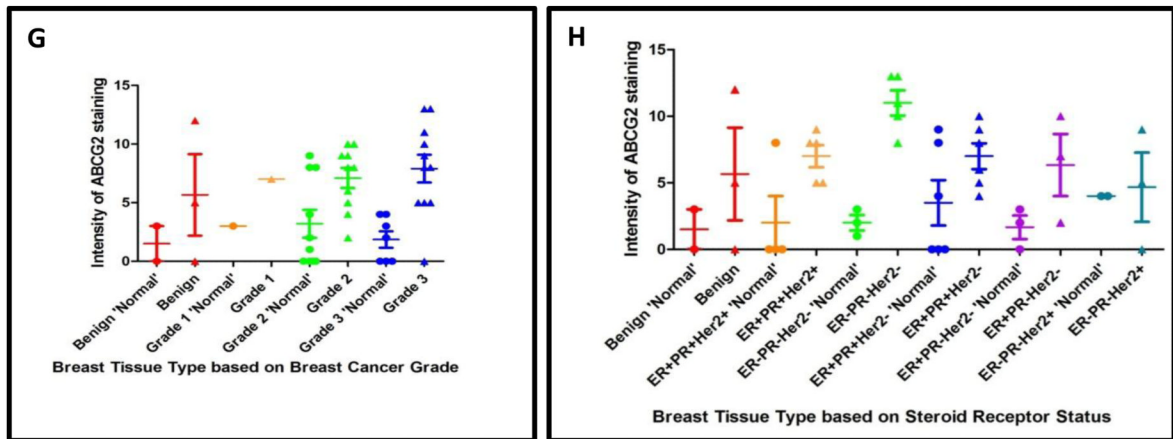 G
Intensity of ABCG2 staining
15
10
5
0
Benign 'Normal'
Benign
Grade 1 'Normal'
Grade 1
Grade 2 'Normal'
Grade 2
Grade 3 'Normal'
Grade 3
Breast Tissue Type based on Breast Cancer Grade
H
Intensity of ABCG2 staining
15
10
5
0
Benign 'Normal'
Benign
ER+PR+Her2+ 'Normal'
ER+PR+Her2+
ER-PR-Her2- 'Normal'
ER-PR-Her2-
ER+PR+Her2- 'Normal'
ER+PR+Her2-
ER+PR-Her2- 'Normal'
ER+PR-Her2-
ER-PR-Her2+ 'Normal'
ER-PR-Her2+
Breast Tissue Type based on Steroid Receptor Status